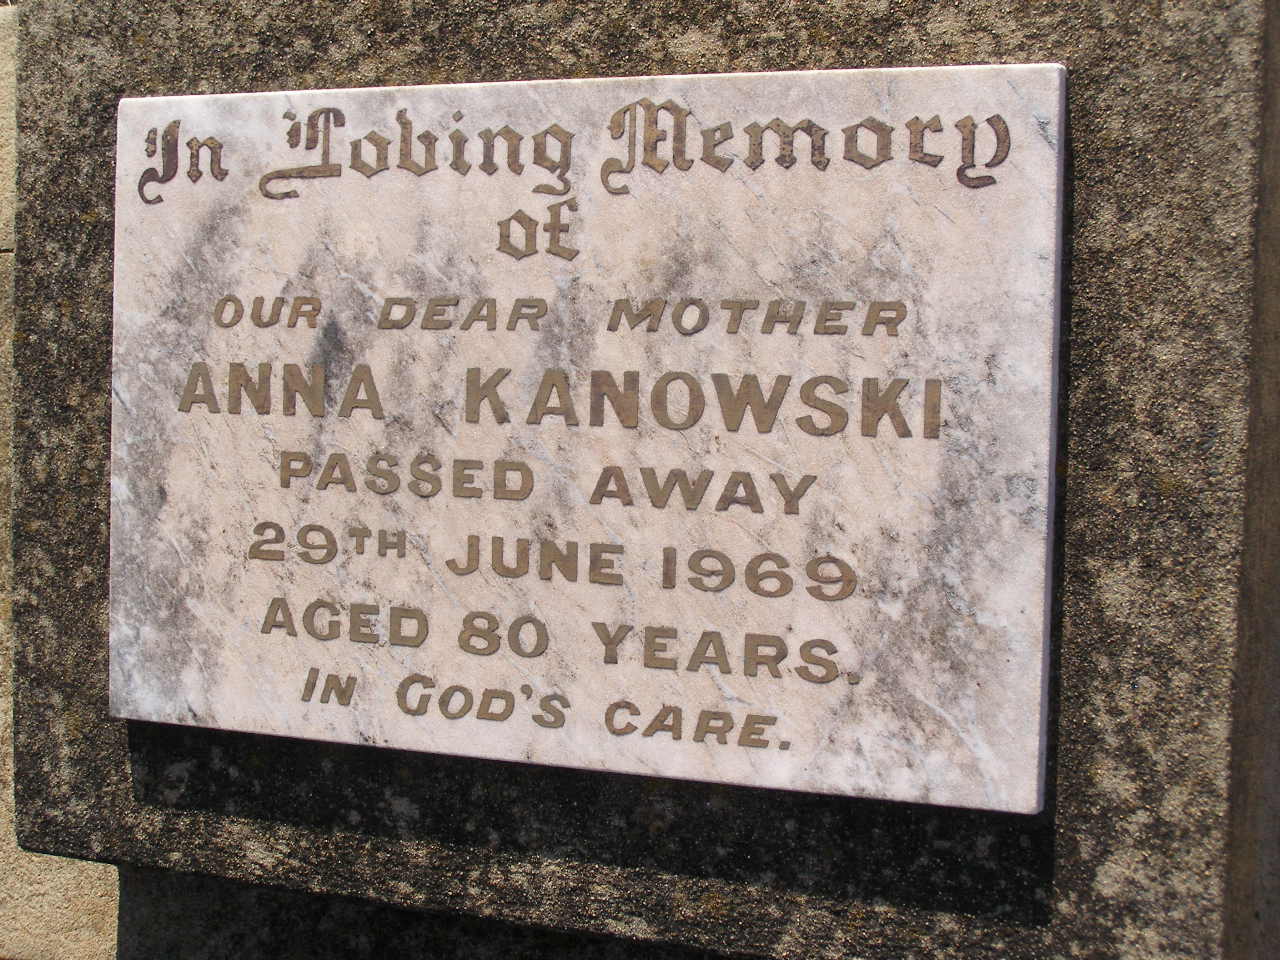 In Loving Memory
of
OUR DEAR MOTHER
ANNA KANOWSKI
PASSED AWAY
29TH JUNE 1969
AGED 80 YEARS.
IN GOD'S CARE.